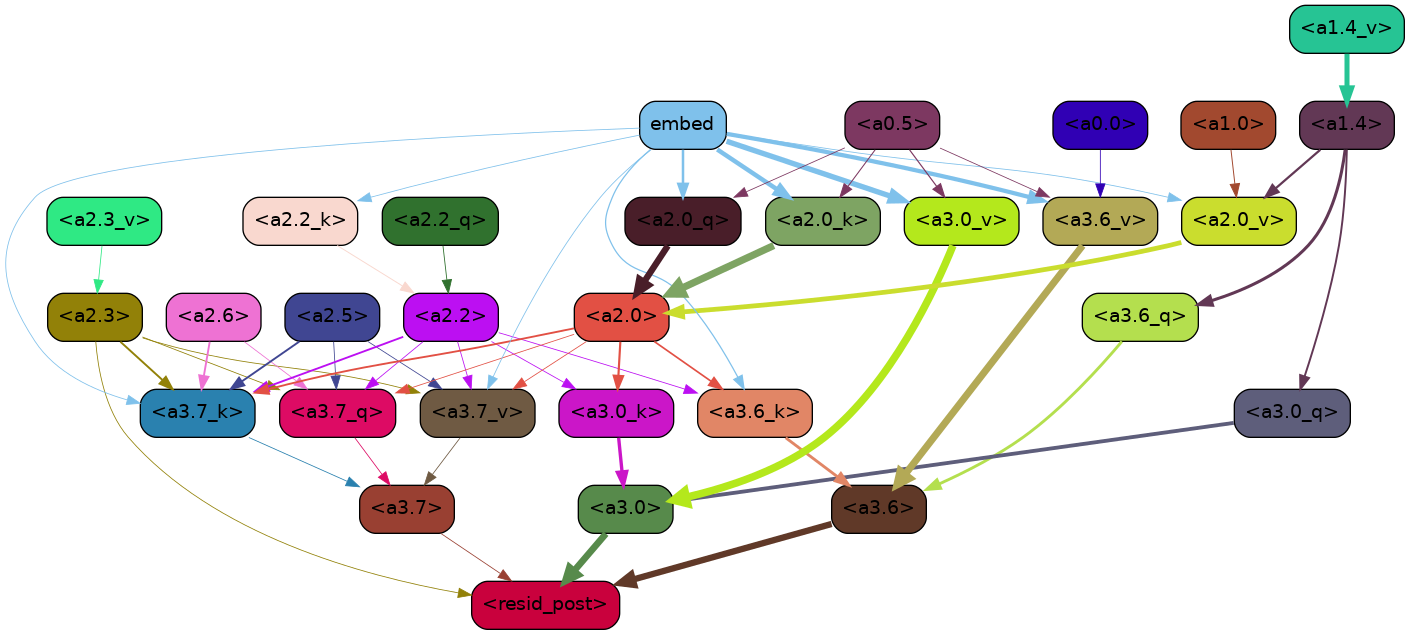 <a1.4_v>
embed
<a0.5>
<a0.0>
<a1.0>
<a1.4>
<a2.3_v>
<a2.2_k>
<a2.2_q>
<a2.0_q>
<a2.0_k>
<a3.0_v>
<a3.6_v>
<a2.0_v>
<a2.3>
<a2.6>
<a2.5>
<a2.2>
<a2.0>
<a3.6_q>
<a3.7_k>
<a3.7_q>
<a3.7_v>
<a3.0_k>
<a3.6_k>
<a3.0_q>
<a3.7>
<a3.0>
<a3.6>
<resid_post>